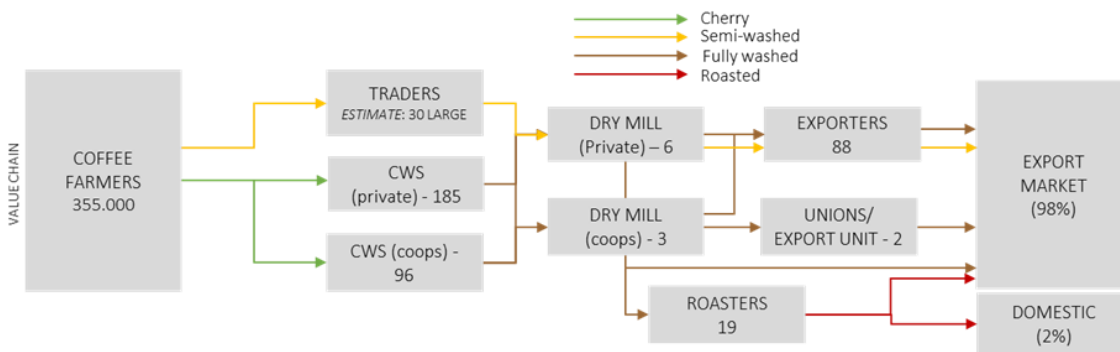 Cherry
Semi-washed
Fully washed
Roasted
VALUE CHAIN
COFFEE
FARMERS
355.000
TRADERS
ESTIMATE: 30 LARGE
CWS
(private) - 185
CWS (coops) -
96
DRY MILL
(Private) – 6
DRY MILL
(coops) - 3
EXPORTERS
88
UNIONS/
EXPORT UNIT - 2
ROASTERS
19
EXPORT
MARKET
(98%)
DOMESTIC
(2%)